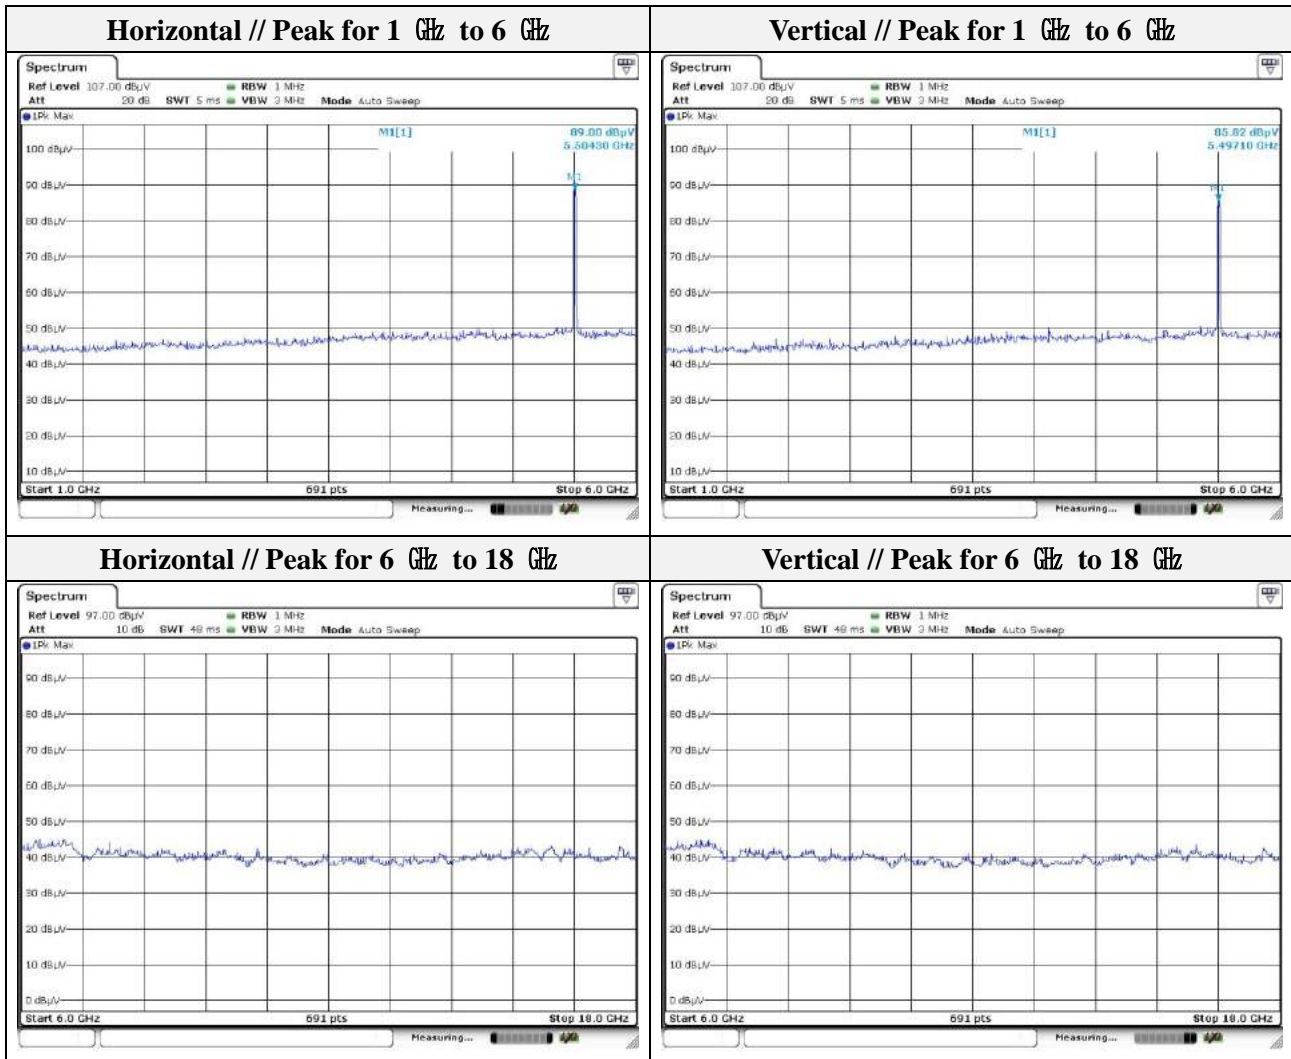 Horizontal // Peak for 1 ㎓ to 6 ㎓
Vertical // Peak for 1 ㎓ to 6 ㎓
Spectrum
Ref Level 107.00 dBµV RBW 1 MHz
Att 20 dB SWT 5 ms VBW 3 MHz Mode Auto Sweep
1Pk Max
M1[1] 89.00 dBµV
5.50430 GHz
100 dBµV
M1
90 dBµV
80 dBµV
70 dBµV
60 dBµV
50 dBµV
40 dBµV
30 dBµV
20 dBµV
10 dBµV
Start 1.0 GHz 691 pts Stop 6.0 GHz
Measuring...
Spectrum
Ref Level 107.00 dBµV RBW 1 MHz
Att 20 dB SWT 5 ms VBW 3 MHz Mode Auto Sweep
1Pk Max
M1[1] 85.82 dBµV
5.49710 GHz
100 dBµV
90 dBµV
M1
80 dBµV
70 dBµV
60 dBµV
50 dBµV
40 dBµV
30 dBµV
20 dBµV
10 dBµV
Start 1.0 GHz 691 pts Stop 6.0 GHz
Measuring...
Horizontal // Peak for 6 ㎓ to 18 ㎓
Vertical // Peak for 6 ㎓ to 18 ㎓
Spectrum
Ref Level 97.00 dBµV RBW 1 MHz
Att 10 dB SWT 48 ms VBW 3 MHz Mode Auto Sweep
1Pk Max
90 dBµV
80 dBµV
70 dBµV
60 dBµV
50 dBµV
40 dBµV
30 dBµV
20 dBµV
10 dBµV
0 dBµV
Start 6.0 GHz 691 pts Stop 18.0 GHz
Measuring...
Spectrum
Ref Level 97.00 dBµV RBW 1 MHz
Att 10 dB SWT 48 ms VBW 3 MHz Mode Auto Sweep
1Pk Max
90 dBµV
80 dBµV
70 dBµV
60 dBµV
50 dBµV
40 dBµV
30 dBµV
20 dBµV
10 dBµV
0 dBµV
Start 6.0 GHz 691 pts Stop 18.0 GHz
Measuring...